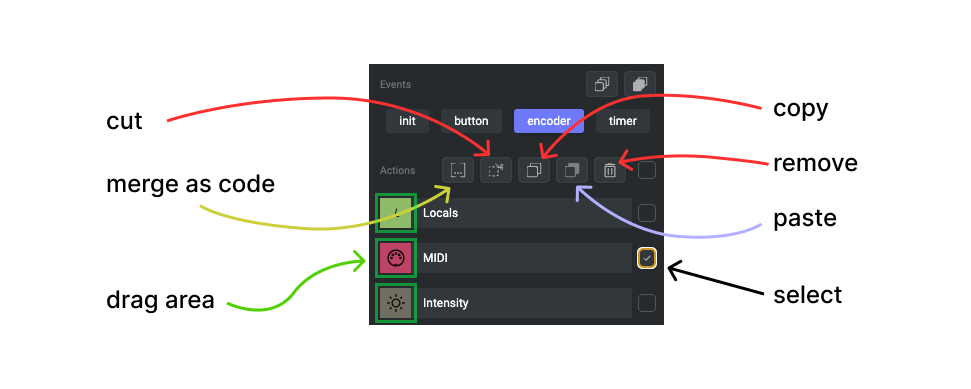 Events
cut
copy
init button encoder timer
merge as code
Actions
[...]
remove
Locals
paste
MIDI
drag area
select
Intensity